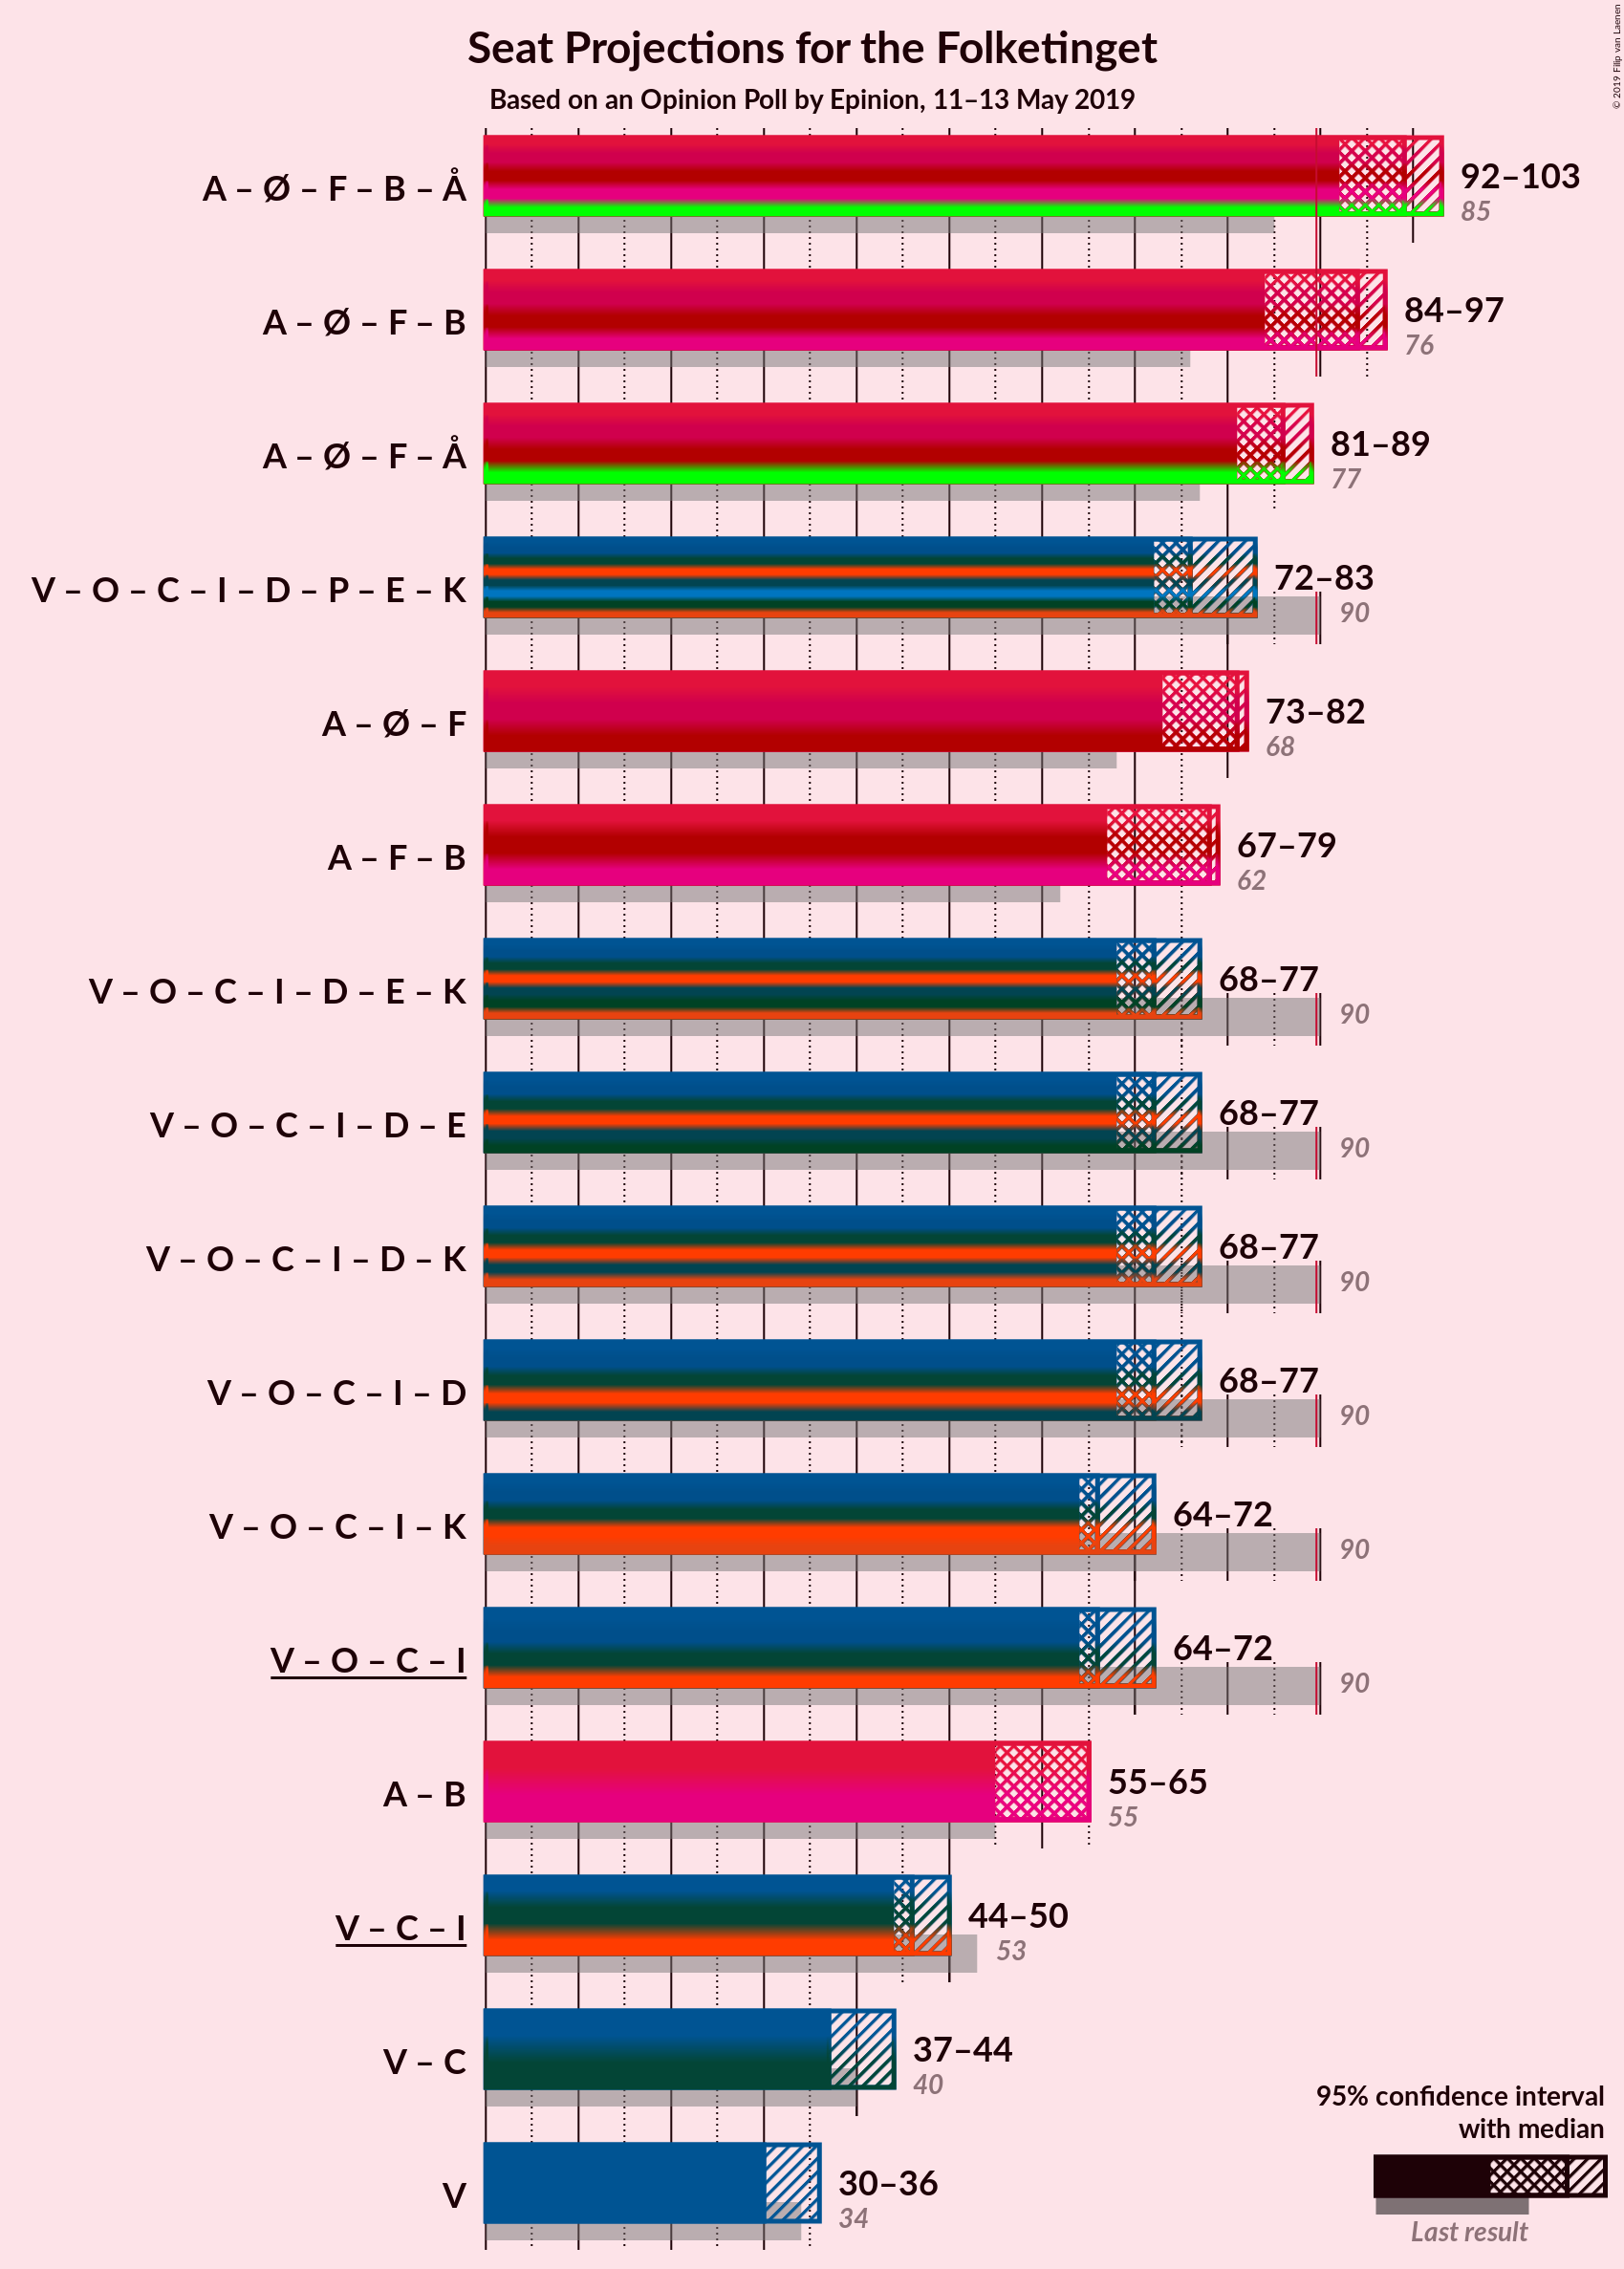 © 2019 Filip van Laenen
Seat Projections for the Folketinget
Based on an Opinion Poll by Epinion, 11–13 May 2019
A – Ø – F – B – Å
92–103
85
A – Ø – F – B
84–97
76
A – Ø – F – Å
81–89
77
V – O – C – I – D – P – E – K
72–83
90
A – Ø – F
73–82
68
A – F – B
67–79
62
V – O – C – I – D – E – K
68–77
90
V – O – C – I – D – E
68–77
90
V – O – C – I – D – K
68–77
90
V – O – C – I – D
68–77
90
V – O – C – I – K
64–72
90
V – O – C – I
64–72
90
A – B
55–65
55
V – C – I
44–50
53
V – C
37–44
40
V
30–36
34
95% confidence interval
with median
Last result